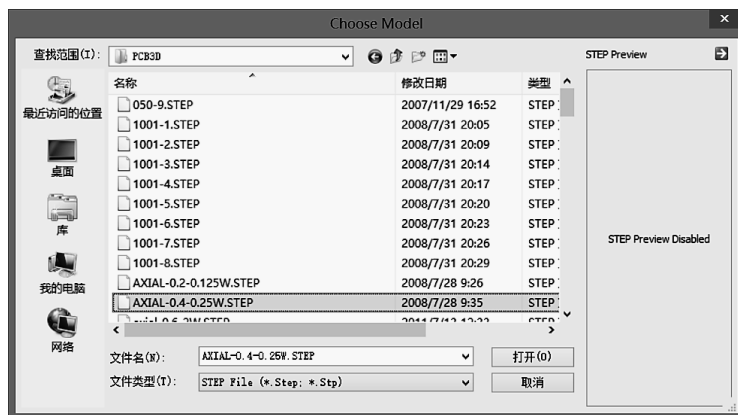 Choose Model
查找范围(I):
PCB3D
STEP Preview
名称
修改日期
类型
050-9.STEP 2007/11/29 16:52 STEP
1001-1.STEP 2008/7/31 20:05 STEP
1001-2.STEP 2008/7/31 20:09 STEP
1001-3.STEP 2008/7/31 20:14 STEP
1001-4.STEP 2008/7/31 20:17 STEP
1001-5.STEP 2008/7/31 20:20 STEP
1001-6.STEP 2008/7/31 20:23 STEP
1001-7.STEP 2008/7/31 20:26 STEP
1001-8.STEP 2008/7/31 20:29 STEP
AXIAL-0.2-0.125W.STEP 2008/7/28 9:26 STEP
AXIAL-0.4-0.25W.STEP 2008/7/28 9:35 STEP
最近访问的位置
桌面
库
我的电脑
网络
STEP Preview Disabled
文件名(N):
AXIAL-0.4-0.25W.STEP
打开(O)
文件类型(T):
STEP File (*.Step; *.Stp)
取消